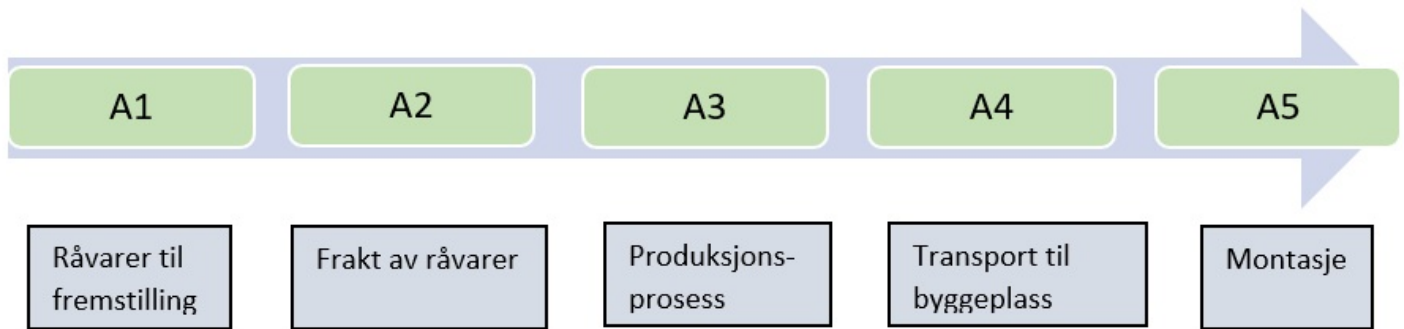 A1
A2
A3
A4
A5
Råvarer til
fremstilling
Frakt av råvarer
Produksjons-
prosess
Transport til
byggeplass
Montasje